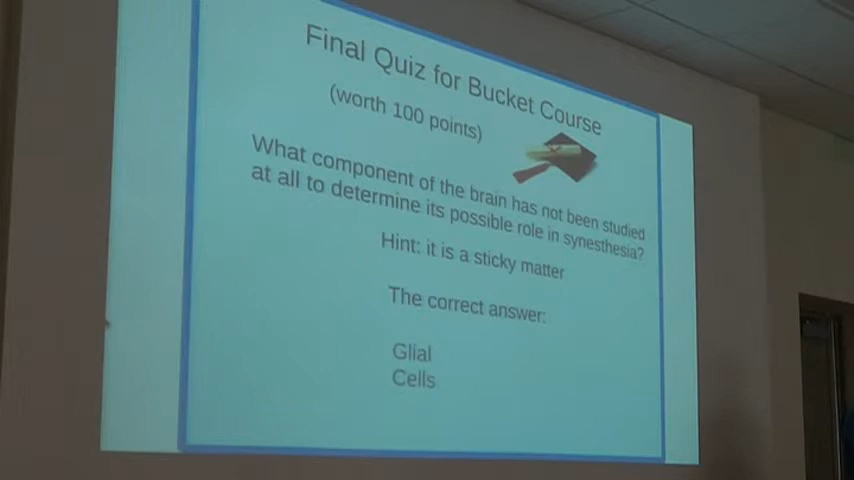 Final Quiz for Bucket Course
(worth 100 points)
What component of the brain has not been studied
at all to determine its possible role in synesthesia?
Hint: it is a sticky matter
The correct answer:
Glial
Cells